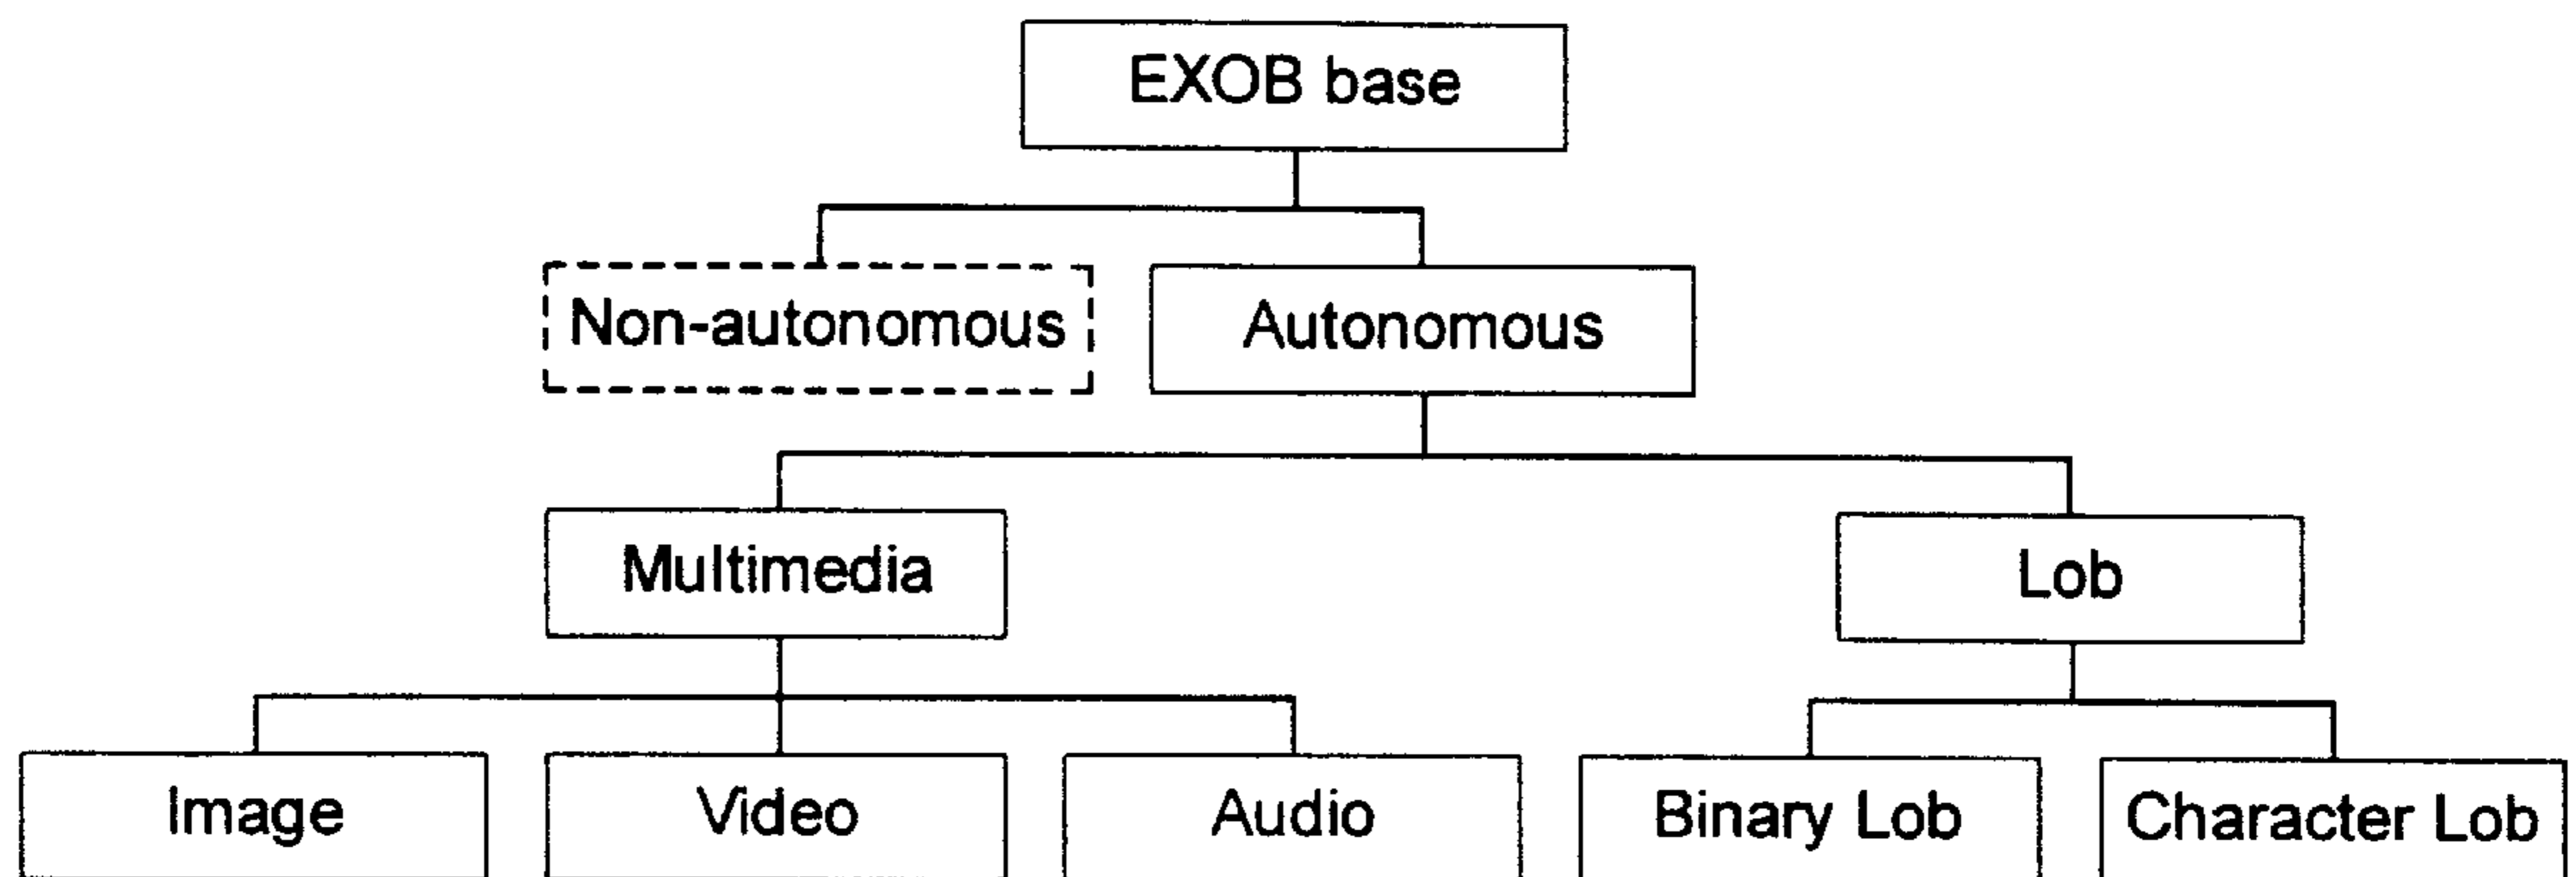 EXOB base
Non-autonomous
Autonomous
Multimedia
Lob
Image
Video
Audio
Binary Lob
Character Lob